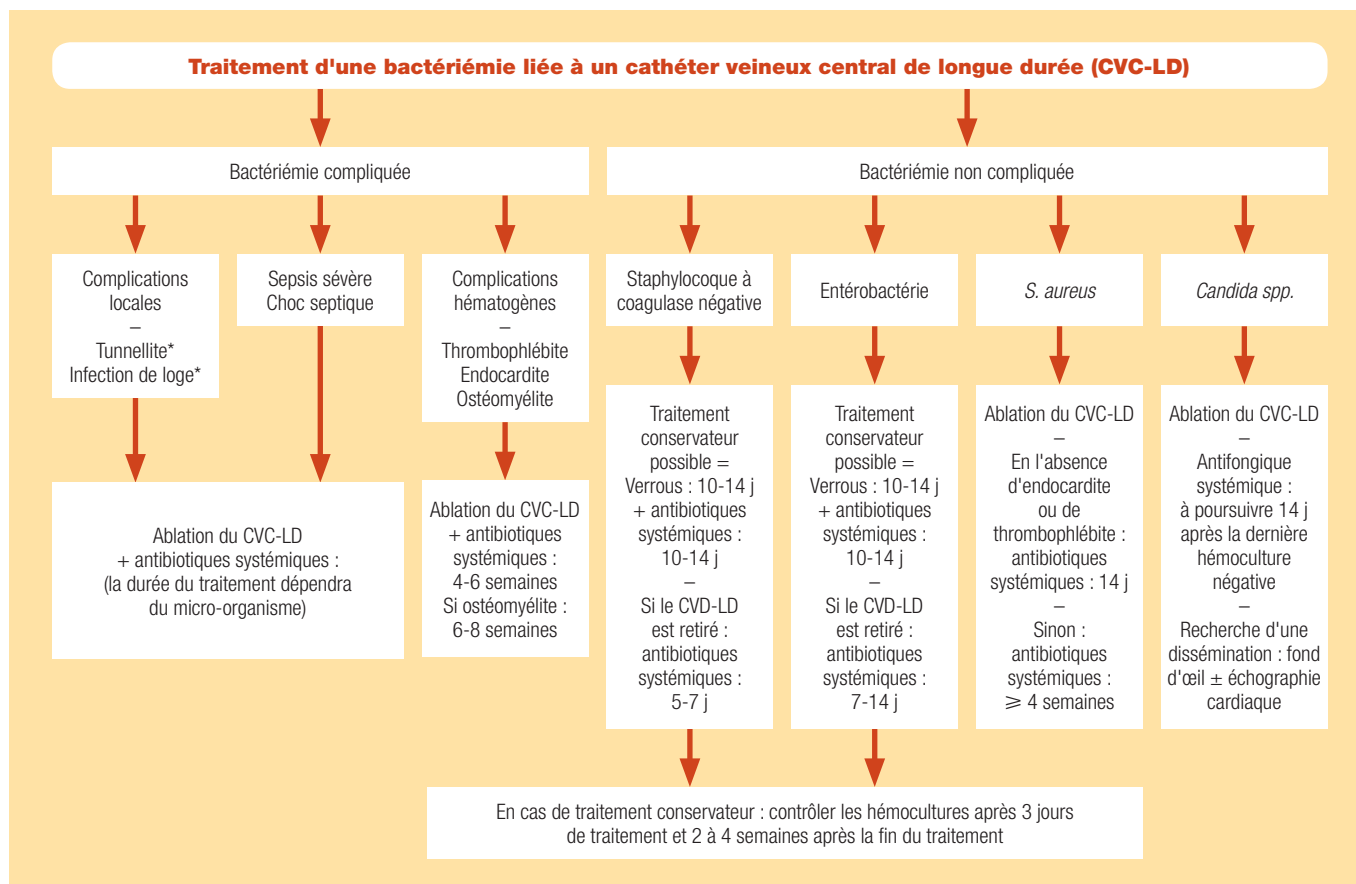 Traitement d'une bactériémie liée à un cathéter veineux central de longue durée (CVC-LD)
Bactériémie compliquée
Bactériémie non compliquée
Complications
locales
–
Tunnellite*
Infection de loge*
Sepsis sévère
Choc septique
Complications
hématogènes
–
Thrombophlébite
Endocardite
Ostéomyélite
Staphylocoque à
coagulase négative
Entérobactérie
S. aureus
Candida spp.
Ablation du CVC-LD
+ antibiotiques systémiques :
(la durée du traitement dépendra
du micro-organisme)
Ablation du CVC-LD
+ antibiotiques
systémiques :
4-6 semaines
Si ostéomyélite :
6-8 semaines
Traitement
conservateur
possible =
Verrous : 10-14 j
+ antibiotiques
systémiques :
10-14 j
–
Si le CVD-LD
est retiré :
antibiotiques
systémiques :
5-7 j
Traitement
conservateur
possible =
Verrous : 10-14 j
+ antibiotiques
systémiques :
10-14 j
–
Si le CVD-LD
est retiré :
antibiotiques
systémiques :
7-14 j
Ablation du CVC-LD
–
En l'absence
d'endocardite
ou de
thrombophlébite :
antibiotiques
systémiques : 14 j
–
Sinon :
antibiotiques
systémiques :
⩾ 4 semaines
Ablation du CVC-LD
–
Antifongique
systémique :
à poursuivre 14 j
après la dernière
hémoculture
négative
–
Recherche d'une
dissémination : fond
d'œil ± échographie
cardiaque
En cas de traitement conservateur : contrôler les hémocultures après 3 jours
de traitement et 2 à 4 semaines après la fin du traitement